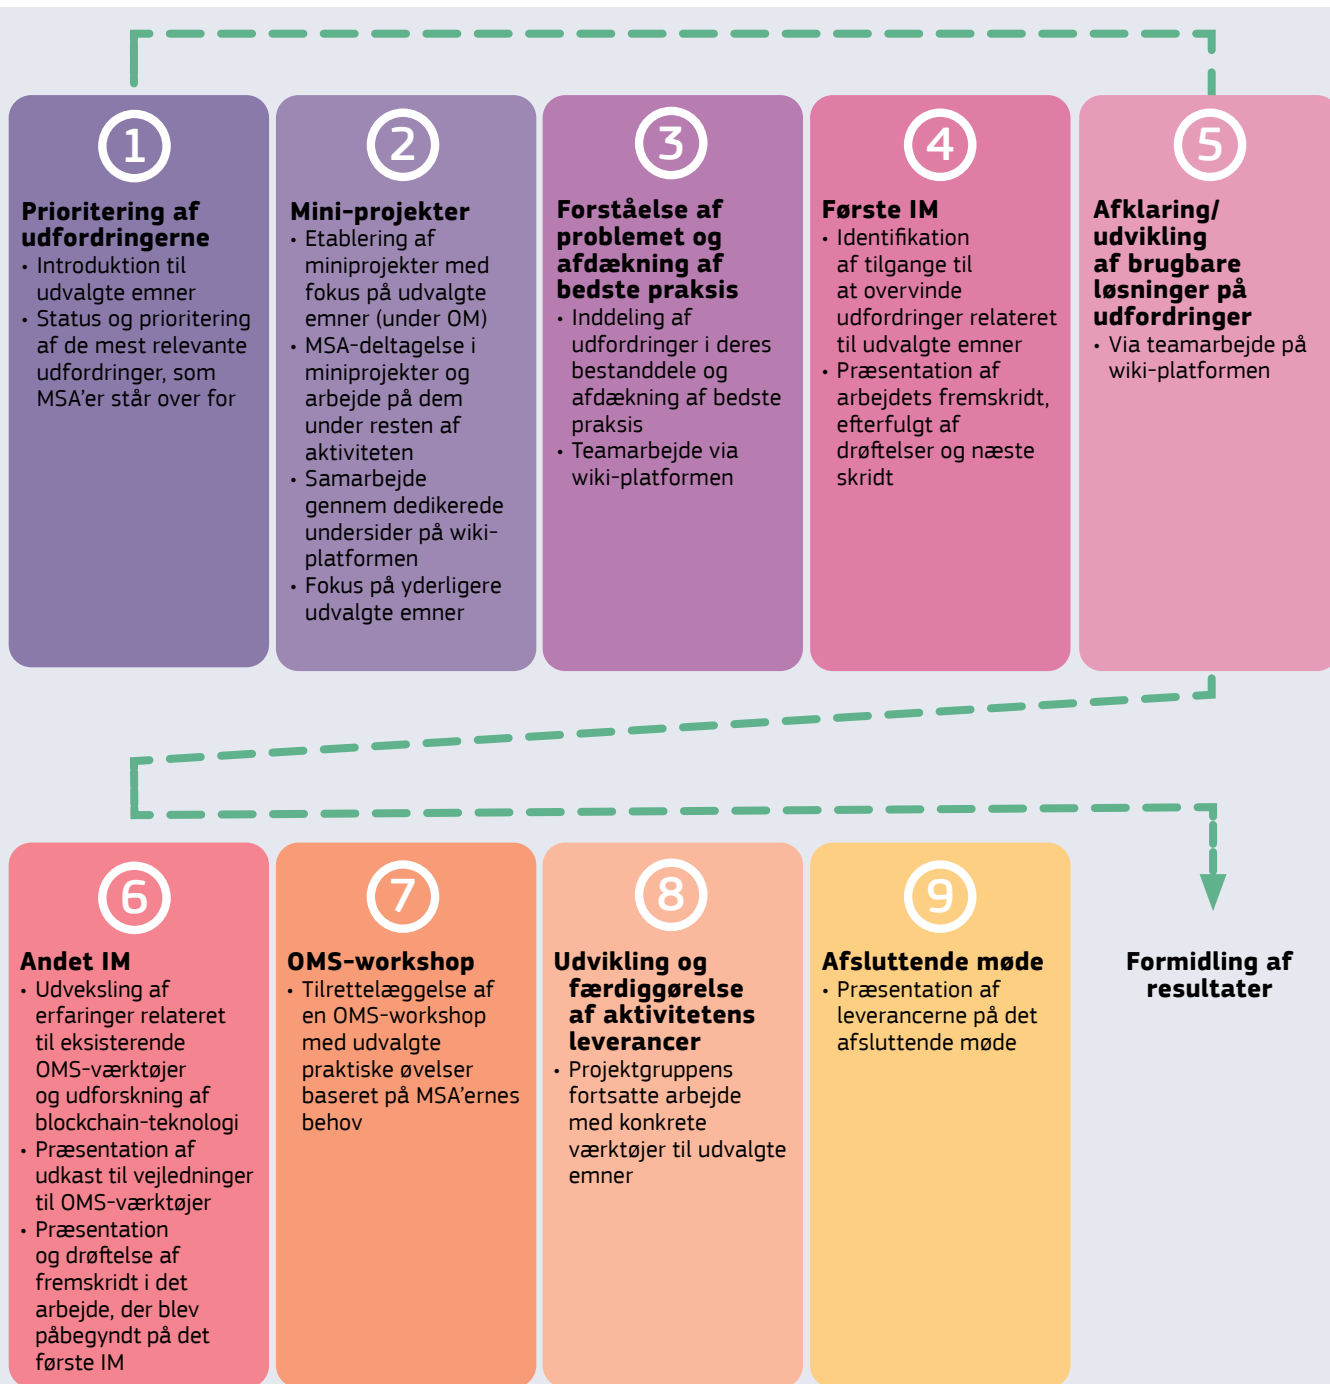 1
Prioritering af
udfordringerne
• Introduktion til
udvalgte emner
• Status og prioritering
af de mest relevante
udfordringer, som
MSA’er står over for
2
Mini-projekter
• Etablering af
miniprojekter med
fokus på udvalgte
emner (under OM)
• MSA-deltagelse i
miniprojekter og
arbejde på dem
under resten af
aktiviteten
• Samarbejde
gennem dedikerede
undersider på wiki-
platformen
• Fokus på yderligere
udvalgte emner
3
Forståelse af
problemet og
afdækning af
bedste praksis
• Inddeling af
udfordringer i deres
bestanddele og
afdækning af bedste
praksis
• Teamarbejde via
wiki-platformen
4
Første IM
• Identifikation
af tilgange til
at overvinde
udfordringer relateret
til udvalgte emner
• Præsentation af
arbejdets fremskridt,
efterfulgt af
drøftelser og næste
skridt
5
Afklaring/
udvikling
af brugbare
løsninger på
udfordringer
• Via teamarbejde på
wiki-platformen
6
Andet IM
• Udveksling af
erfaringer relateret
til eksisterende
OMS-værktøjer
og udforskning af
blockchain-teknologi
• Præsentation af
udkast til vejledninger
til OMS-værktøjer
• Præsentation
og drøftelse af
fremskridt i det
arbejde, der blev
påbegyndt på det
første IM
7
OMS-workshop
• Tilrettelæggelse af
en OMS-workshop
med udvalgte
praktiske øvelser
baseret på MSA’ernes
behov
8
Udvikling og
færdiggørelse
af aktivitetens
leverancer
• Projektgruppens
fortsatte arbejde
med konkrete
værktøjer til udvalgte
emner
9
Afsluttende møde
• Præsentation af
leverancerne på det
afsluttende møde
Formidling af
resultater